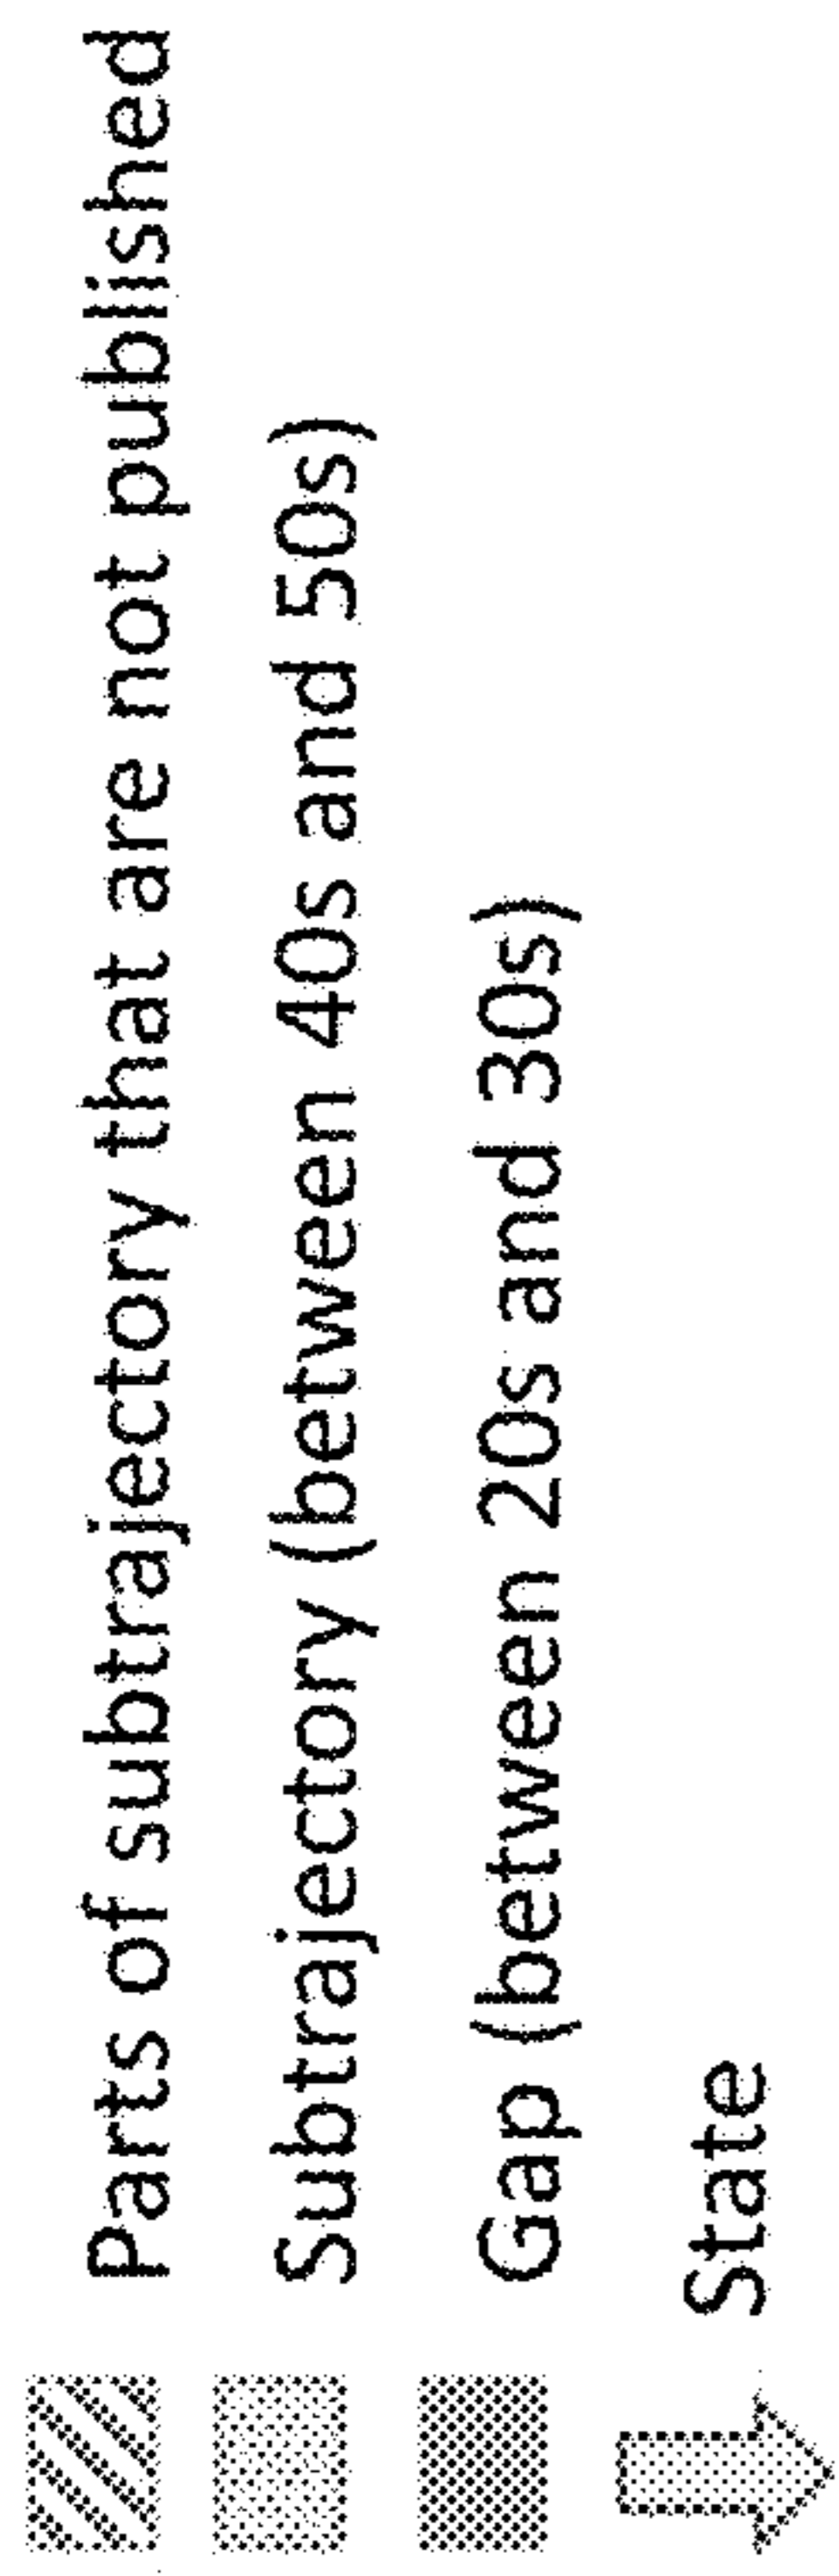 Parts of subtrajectory that are not published
Subtrajectory (between 40s and 50s)
Gap (between 20s and 30s)
State